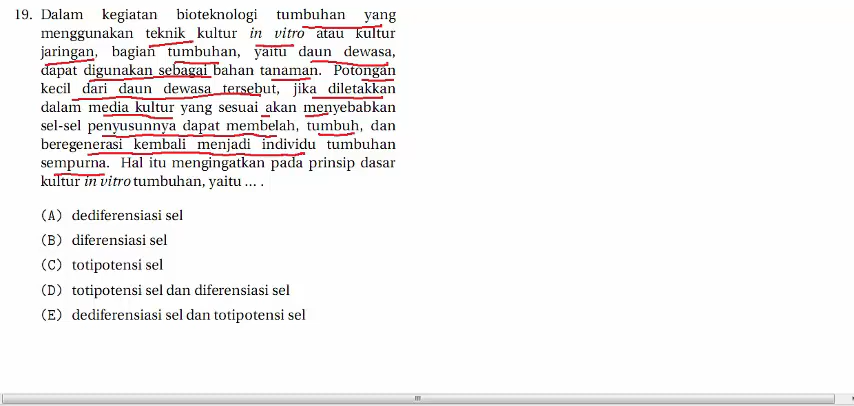 19. Dalam kegiatan bioteknologi tumbuhan yang
menggunakan teknik kultur in vitro atau kultur
jaringan, bagian tumbuhan, yaitu daun dewasa,
dapat digunakan sebagai bahan tanaman. Potongan
kecil dari daun dewasa tersebut, jika diletakkan
dalam media kultur yang sesuai akan menyebabkan
sel-sel penyusunnya dapat membelah, tumbuh, dan
beregenerasi kembali menjadi individu tumbuhan
sempurna. Hal itu mengingatkan pada prinsip dasar
kultur in vitro tumbuhan, yaitu ... .
(A) dediferensiasi sel
(B) diferensiasi sel
(C) totipotensi sel
(D) totipotensi sel dan diferensiasi sel
(E) dediferensiasi sel dan totipotensi sel